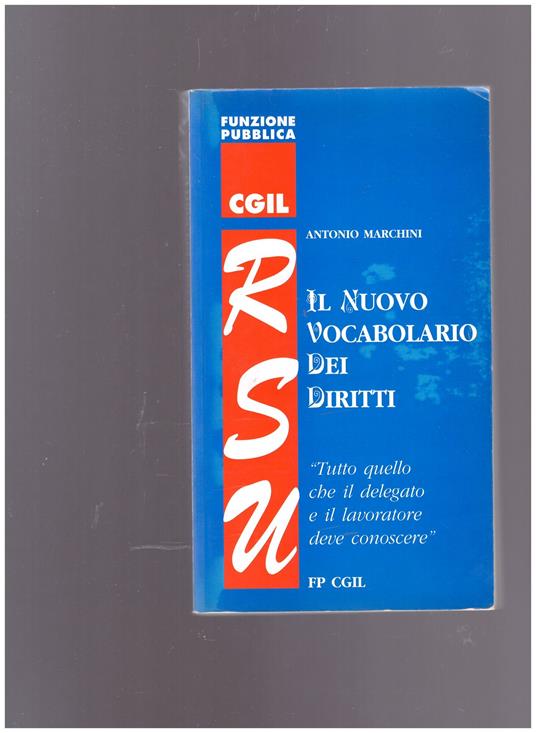 FUNZIONE
PUBBLICA
CGIL
RSU
ANTONIO MARCHINI
IL NUOVO
VOCABOLARIO
DEI
DIRITTI
“Tutto quello
che il delegato
e il lavoratore
deve conoscere”
FP CGIL